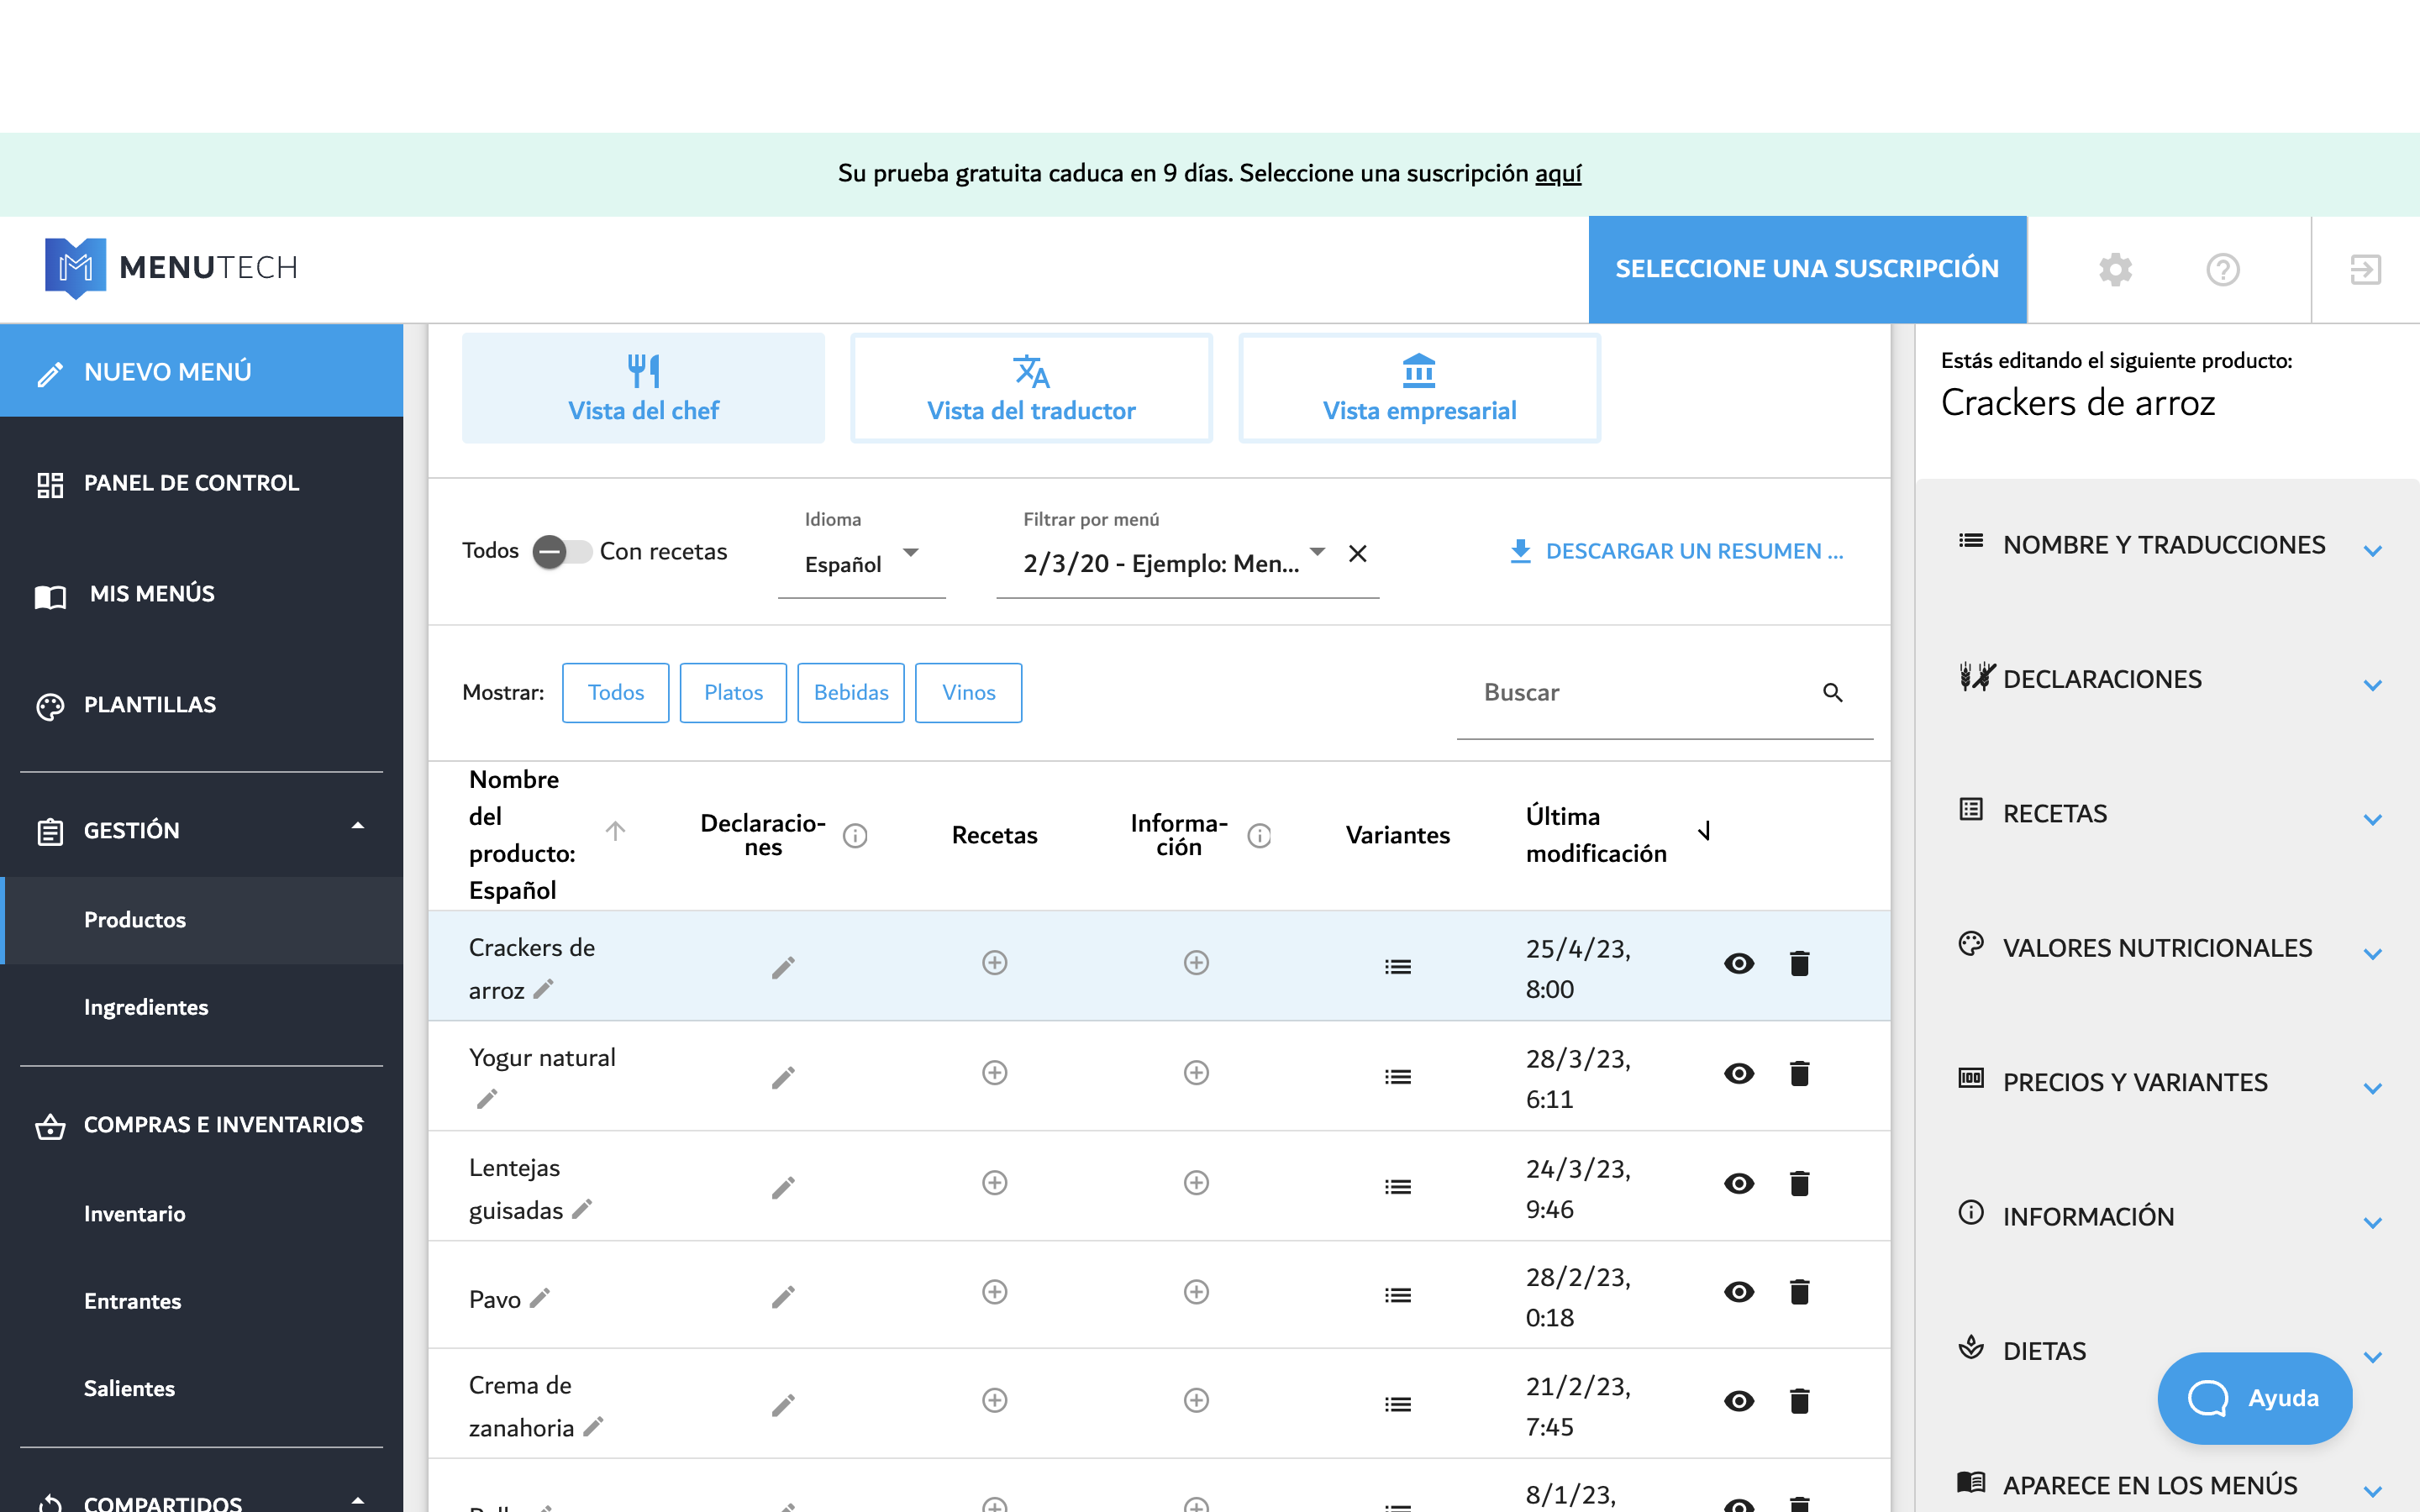 Su prueba gratuita caduca en 9 días. Seleccione una suscripción aquí
MENUTECH
SELECCIONE UNA SUSCRIPCIÓN
NUEVO MENÚ
PANEL DE CONTROL
MIS MENÚS
PLANTILLAS
GESTIÓN
Productos
Ingredientes
COMPRAS E INVENTARIOS
Inventario
Entrantes
Salientes
COMPARTIDOS
Vista del chef
Vista del traductor
Vista empresarial
Todos
Con recetas
Idioma
Español
Filtrar por menú
2/3/20 - Ejemplo: Men...
DESCARGAR UN RESUMEN ...
Mostrar:
Todos
Platos
Bebidas
Vinos
Buscar
Nombre
del
producto:
Español
Declaracio-
nes
Recetas
Informa-
ción
Variantes
Última
modificación
Crackers de
arroz
25/4/23,
8:00
Yogur natural
28/3/23,
6:11
Lentejas
guisadas
24/3/23,
9:46
Pavo
28/2/23,
0:18
Crema de
zanahoria
21/2/23,
7:45
8/1/23,
Estás editando el siguiente producto:
Crackers de arroz
NOMBRE Y TRADUCCIONES
DECLARACIONES
RECETAS
VALORES NUTRICIONALES
PRECIOS Y VARIANTES
INFORMACIÓN
DIETAS
APARECE EN LOS MENÚS
Ayuda